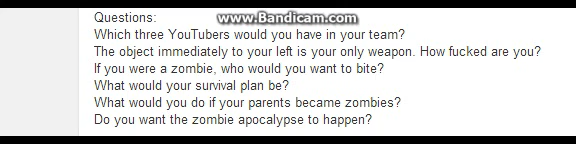 Questions:
www.Bandicam.com
Which three YouTubers would you have in your team?
The object immediately to your left is your only weapon. How fucked are you?
If you were a zombie, who would you want to bite?
What would your survival plan be?
What would you do if your parents became zombies?
Do you want the zombie apocalypse to happen?